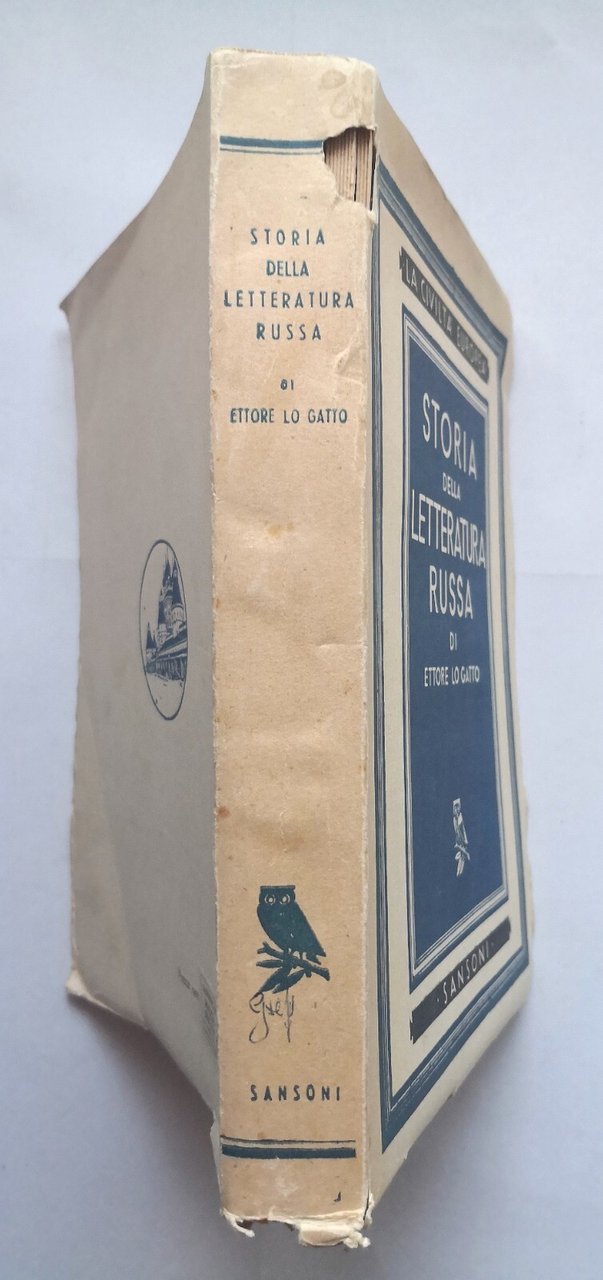 STORIA
DELLA
LETTERATURA
RUSSA
DI
ETTORE LO GATTO
SANSONI
LA CIVILTÀ EUROPEA
STORIA
DELLA
LETTERATURA
RUSSA
DI
ETTORE LO GATTO
· SANSONI ·